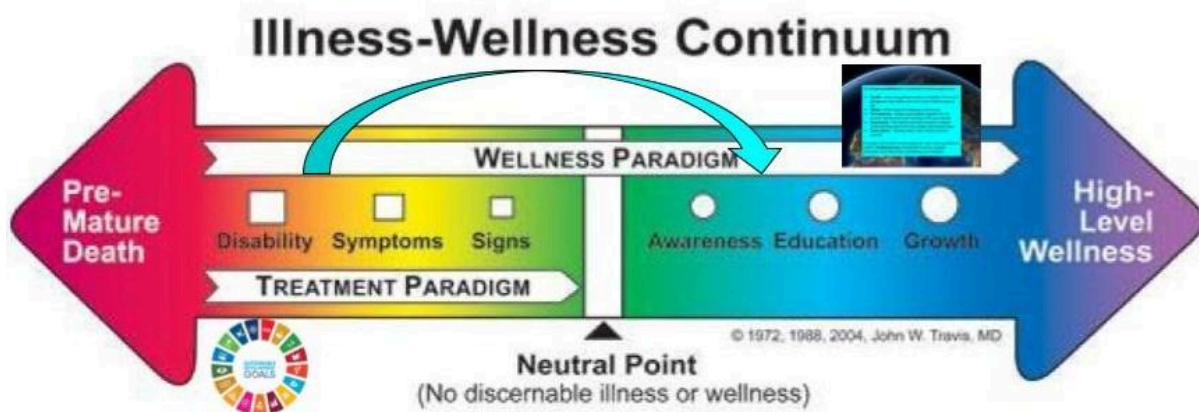 Illness-Wellness Continuum
WELLNESS PARADIGM
Pre-
Mature
Death
Disability Symptoms Signs
Awareness Education Growth
High-
Level
Wellness
TREATMENT PARADIGM
© 1972, 1988, 2004, John W. Travis, MD
Neutral Point
(No discernable illness or wellness)
GOALS